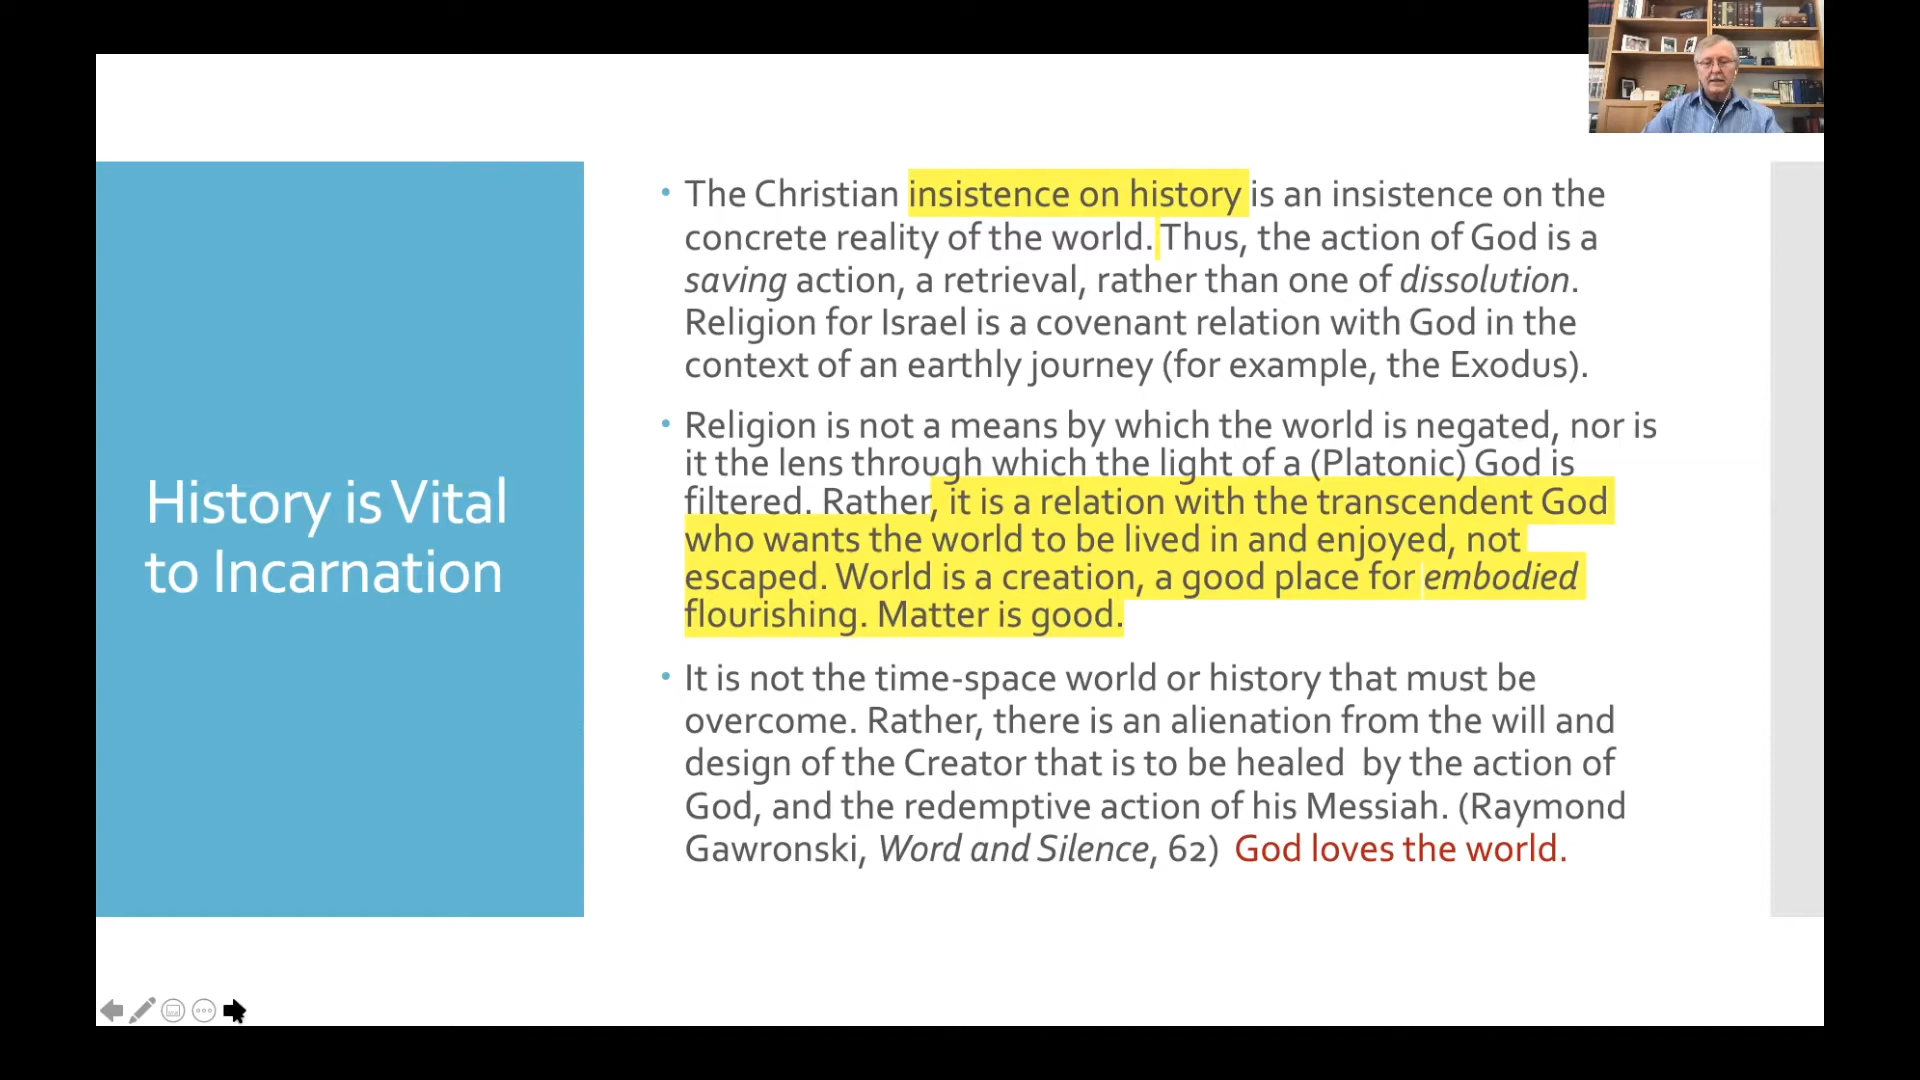 History is Vital
to Incarnation
• The Christian insistence on history is an insistence on the
concrete reality of the world. Thus, the action of God is a
saving action, a retrieval, rather than one of dissolution.
Religion for Israel is a covenant relation with God in the
context of an earthly journey (for example, the Exodus).
• Religion is not a means by which the world is negated, nor is
it the lens through which the light of a (Platonic) God is
filtered. Rather, it is a relation with the transcendent God
who wants the world to be lived in and enjoyed, not
escaped. World is a creation, a good place for embodied
flourishing. Matter is good.
• It is not the time-space world or history that must be
overcome. Rather, there is an alienation from the will and
design of the Creator that is to be healed  by the action of
God, and the redemptive action of his Messiah. (Raymond
Gawronski, Word and Silence, 62)  God loves the world.